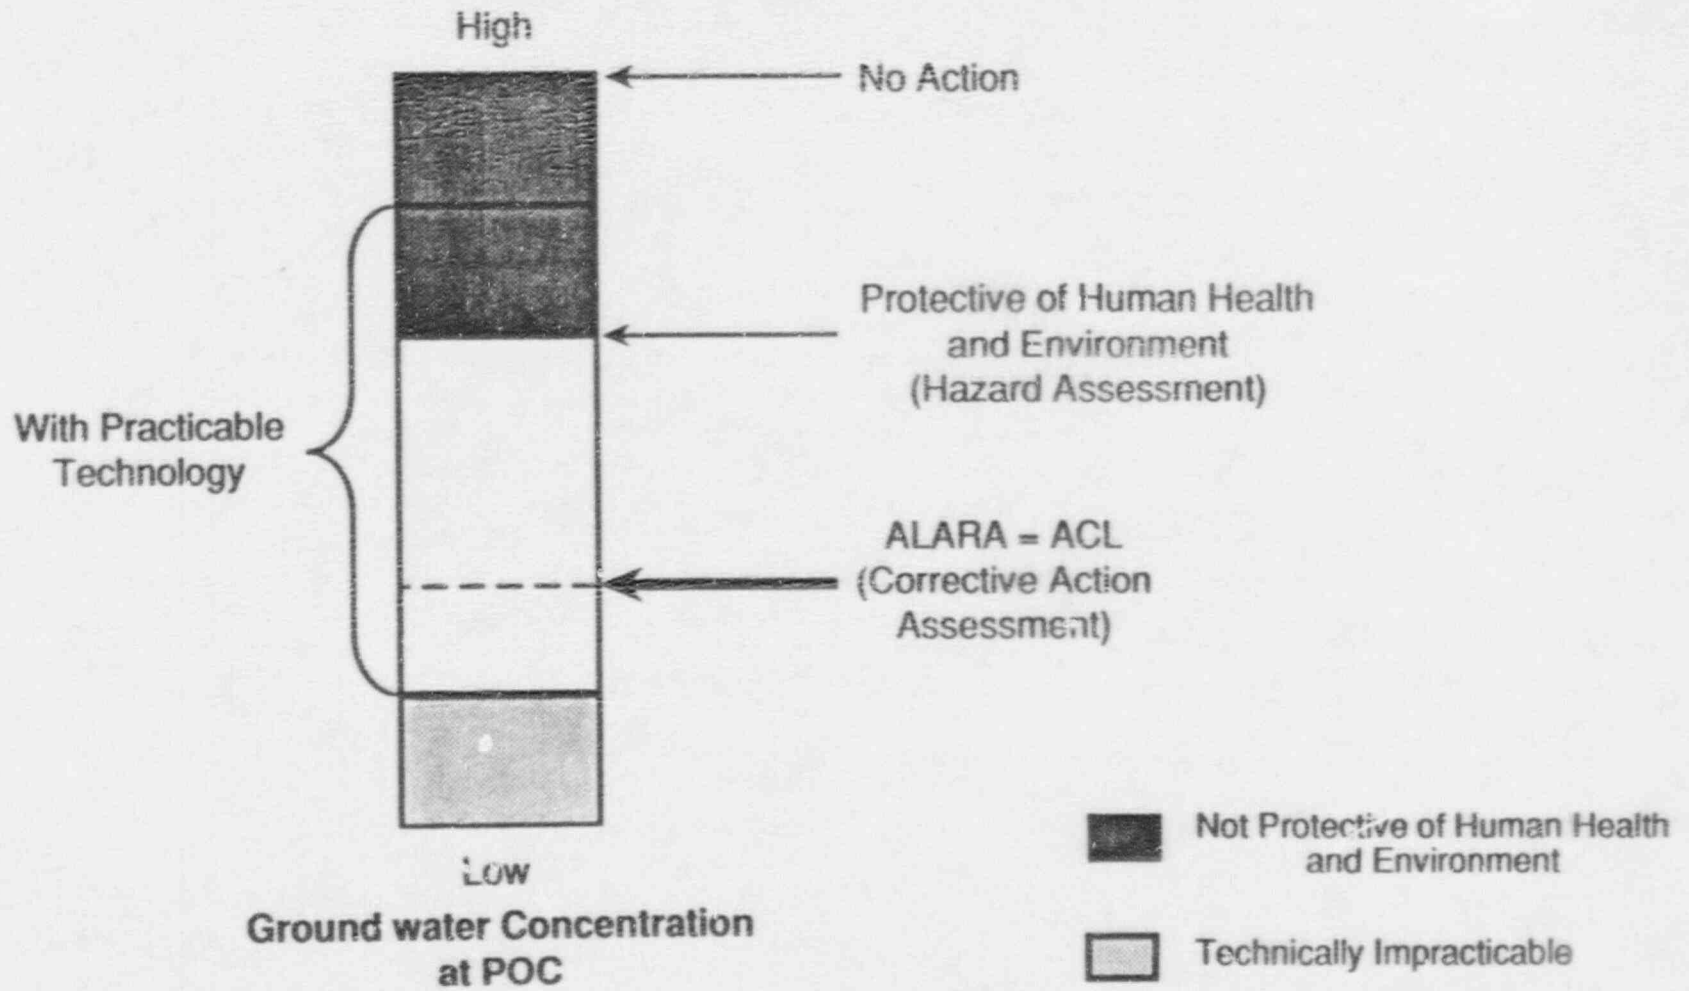 High
No Action
Protective of Human Health
and Environment
(Hazard Assessment)
With Practicable
Technology
ALARA = ACL
(Corrective Action
Assessment)
Low
Ground water Concentration
at POC
Not Protective of Human Health
and Environment
Technically Impracticable